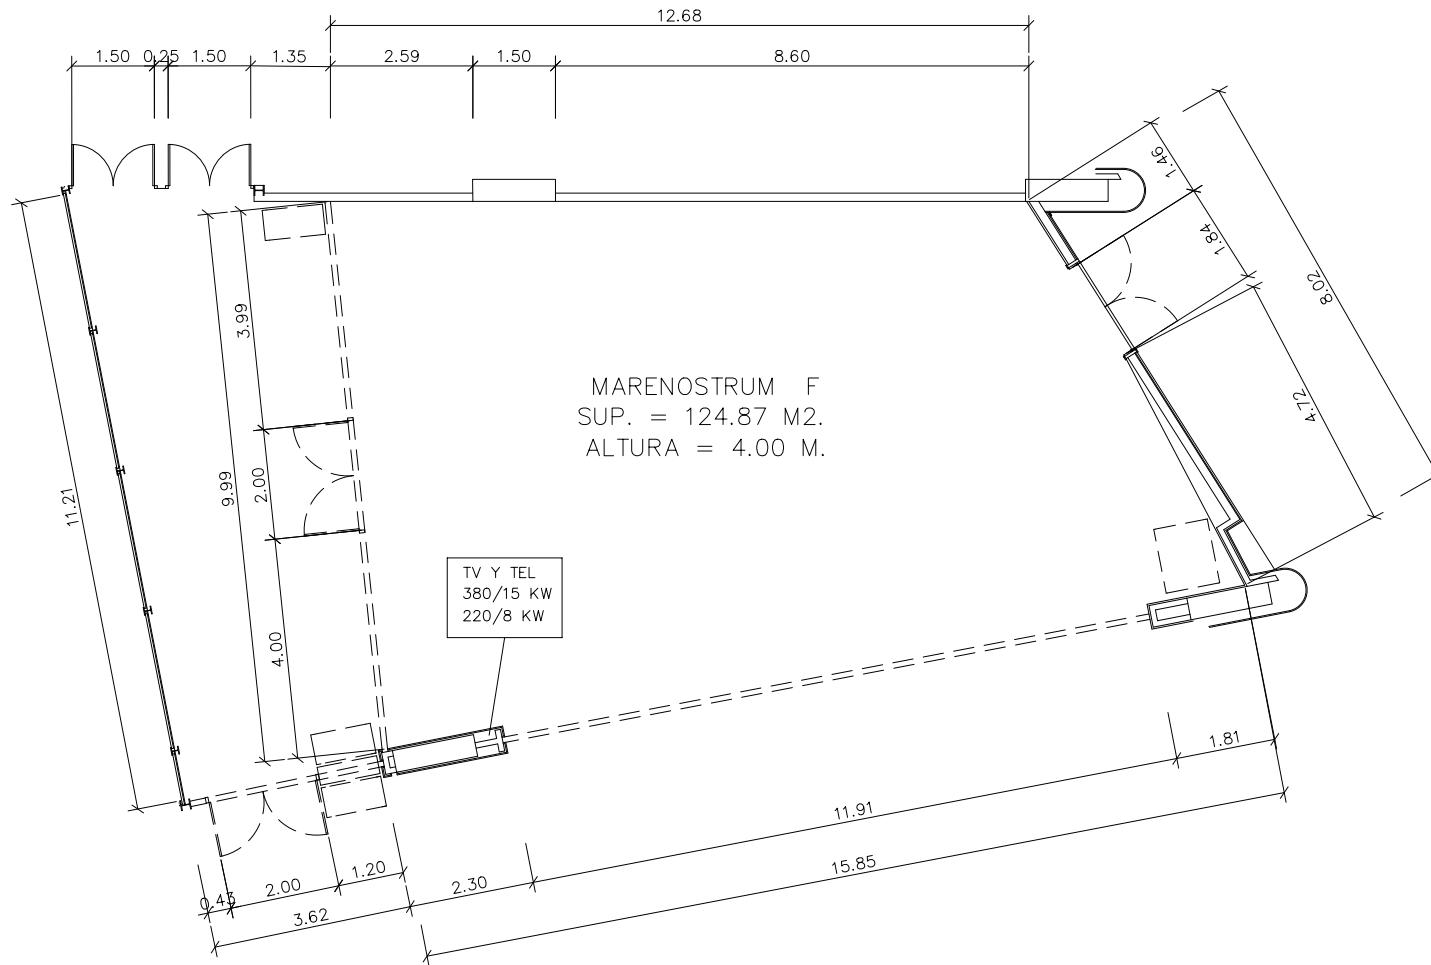 12.68
1.50 0.25 1.50 1.35 2.59 1.50 8.60
1.46
1.84
8.02
3.99
MARENOSTRUM F
SUP. = 124.87 M2.
ALTURA = 4.00 M.
4.72
11.21
9.99
2.00
TV Y TEL
380/15 KW
220/8 KW
4.00
1.81
11.91
15.85
1.20
2.30
2.00
0.43
3.62